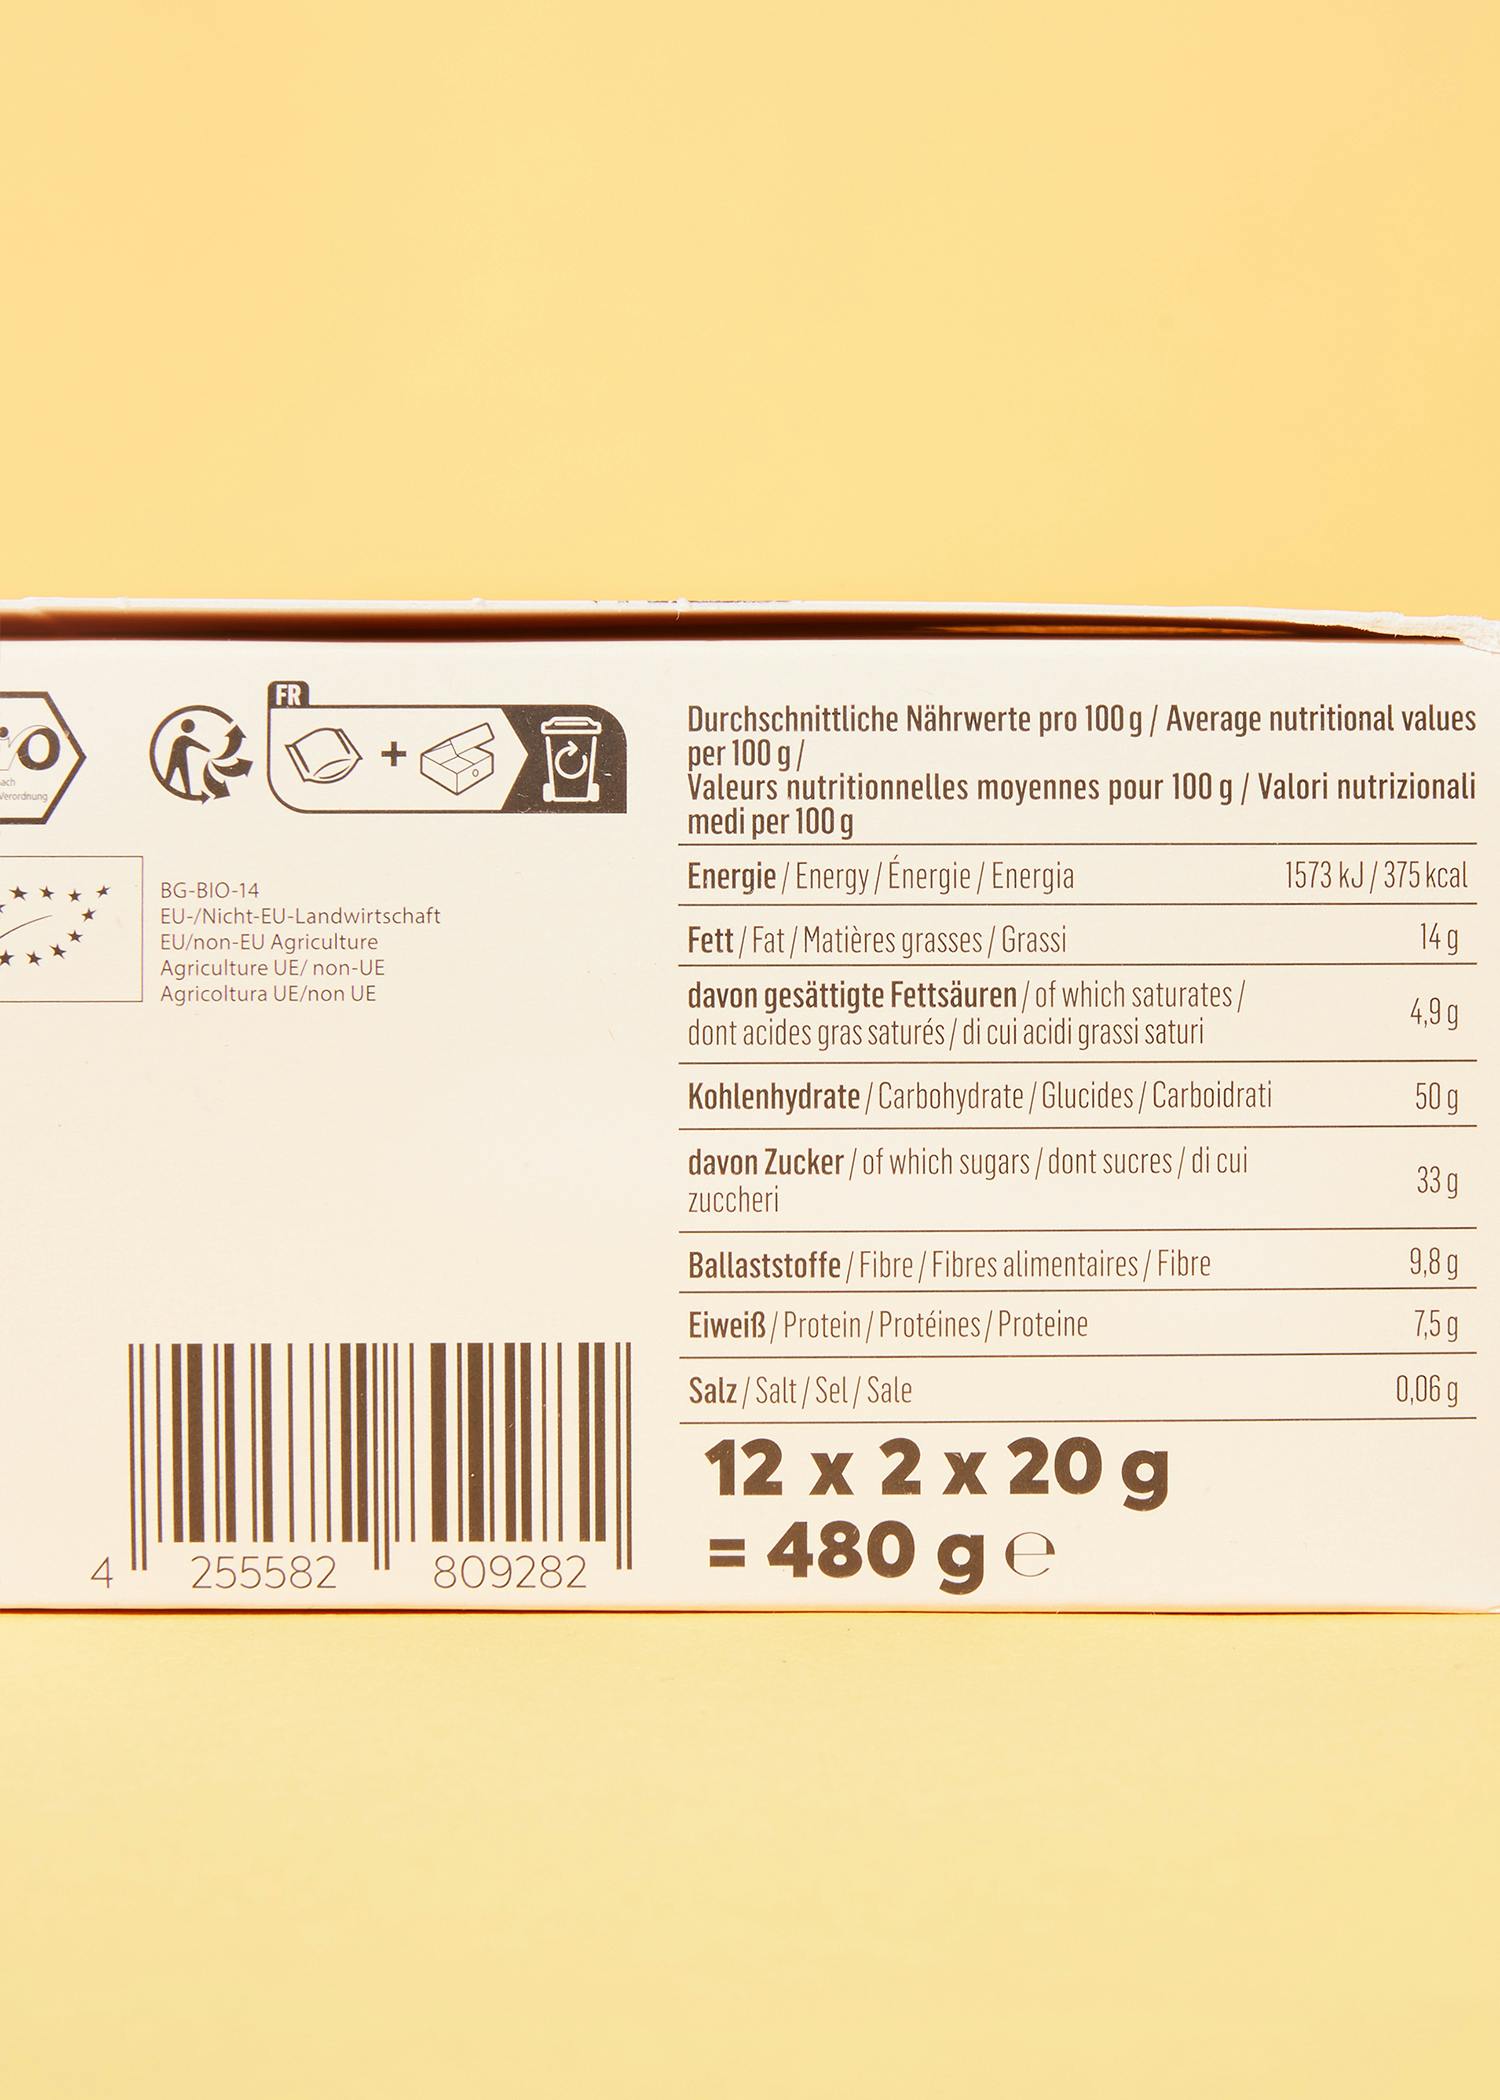 io
ach
Verordnung
FR
BG-BIO-14
EU-/Nicht-EU-Landwirtschaft
EU/non-EU Agriculture
Agriculture UE/ non-UE
Agricoltura UE/non UE
4 255582 809282
Durchschnittliche Nährwerte pro 100 g / Average nutritional values
per 100 g /
Valeurs nutritionnelles moyennes pour 100 g / Valori nutrizionali
medi per 100 g
Energie / Energy / Énergie / Energia 1573 kJ / 375 kcal
Fett / Fat / Matières grasses / Grassi 14 g
davon gesättigte Fettsäuren / of which saturates /
dont acides gras saturés / di cui acidi grassi saturi 4,9 g
Kohlenhydrate / Carbohydrate / Glucides / Carboidrati 50 g
davon Zucker / of which sugars / dont sucres / di cui
zuccheri 33 g
Ballaststoffe / Fibre / Fibres alimentaires / Fibre 9,8 g
Eiweiß / Protein / Protéines / Proteine 7,5 g
Salz / Salt / Sel / Sale 0,06 g
12 x 2 x 20 g
= 480 g ℮